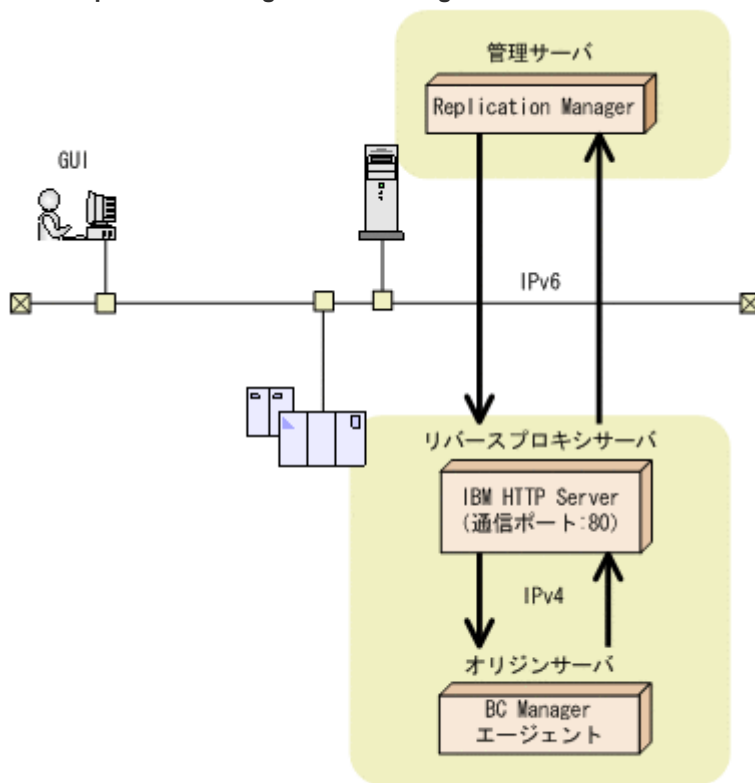 管理サーバ
Replication Manager
GUI
IPv6
リバースプロキシサーバ
IBM HTTP Server
(通信ポート:80)
IPv4
オリジンサーバ
BC Manager
エージェント